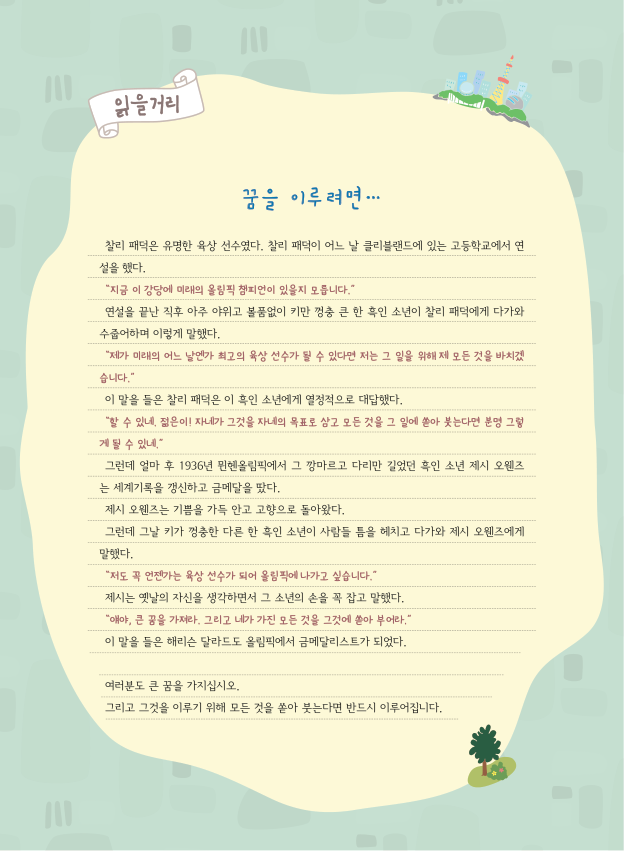 읽을거리
꿈을 이루려면…
찰리 패덕은 유명한 육상 선수였다. 찰리 패덕이 어느 날 클리블랜드에 있는 고등학교에서 연
설을 했다.
“지금 이 강당에 미래의 올림픽 챔피언이 있을지 모릅니다.”
연설을 끝난 직후 아주 야위고 볼품없이 키만 껑충 큰 한 흑인 소년이 찰리 패덕에게 다가와
수줍어하며 이렇게 말했다.
“제가 미래의 어느 날엔가 최고의 육상 선수가 될 수 있다면 저는 그 일을 위해 제 모든 것을 바치겠
습니다.”
이 말을 들은 찰리 패덕은 이 흑인 소년에게 열정적으로 대답했다.
“할 수 있네, 젊은이! 자네가 그것을 자네의 목표로 삼고 모든 것을 그 일에 쏟아 붓는다면 분명 그렇
게 될 수 있네.”
그런데 얼마 후 1936년 뮌헨올림픽에서 그 깡마르고 다리만 길었던 흑인 소년 제시 오웬즈
는 세계기록을 갱신하고 금메달을 땄다.
제시 오웬즈는 기쁨을 가득 안고 고향으로 돌아왔다.
그런데 그날 키가 껑충한 다른 한 흑인 소년이 사람들 틈을 헤치고 다가와 제시 오웬즈에게
말했다.
“저도 꼭 언젠가는 육상 선수가 되어 올림픽에 나가고 싶습니다.”
제시는 옛날의 자신을 생각하면서 그 소년의 손을 꼭 잡고 말했다.
“얘야, 큰 꿈을 가져라. 그리고 네가 가진 모든 것을 그것에 쏟아 부어라.”
이 말을 들은 해리슨 달라드도 올림픽에서 금메달리스트가 되었다.
여러분도 큰 꿈을 가지십시오.
그리고 그것을 이루기 위해 모든 것을 쏟아 붓는다면 반드시 이루어집니다.